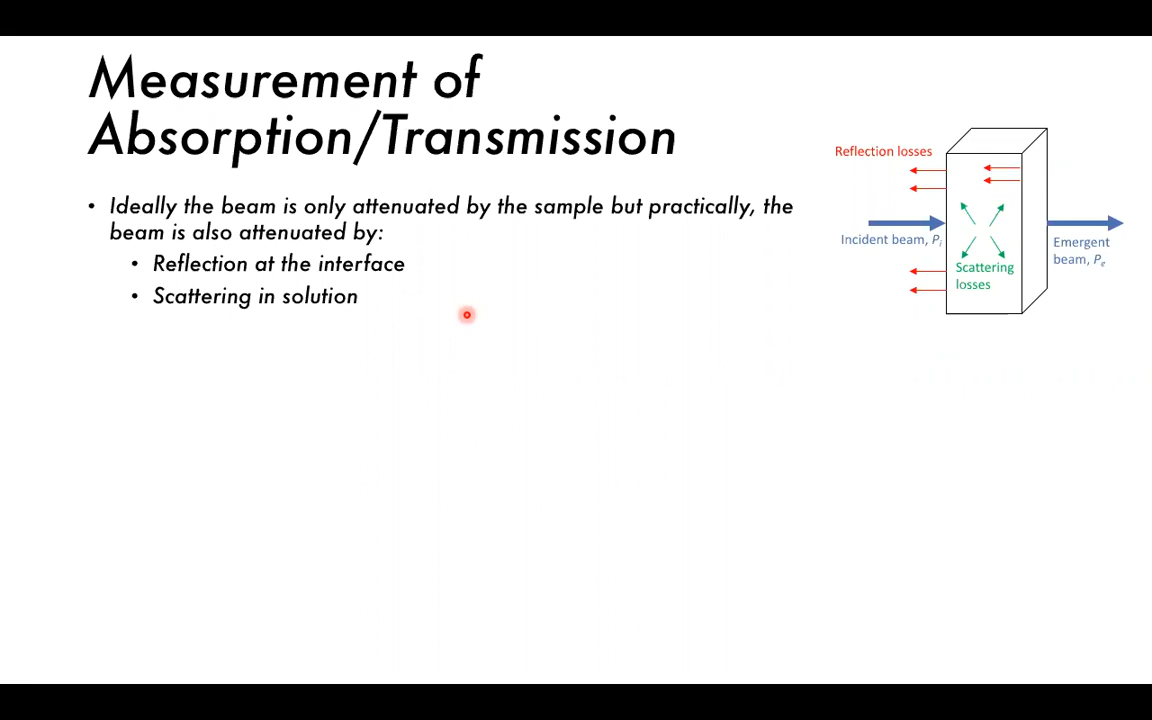 Measurement of
Absorption/Transmission
• Ideally the beam is only attenuated by the sample but practically, the
beam is also attenuated by:
• Reflection at the interface
• Scattering in solution
Reflection losses
Incident beam, Pi
Scattering
losses
Emergent
beam, Pe